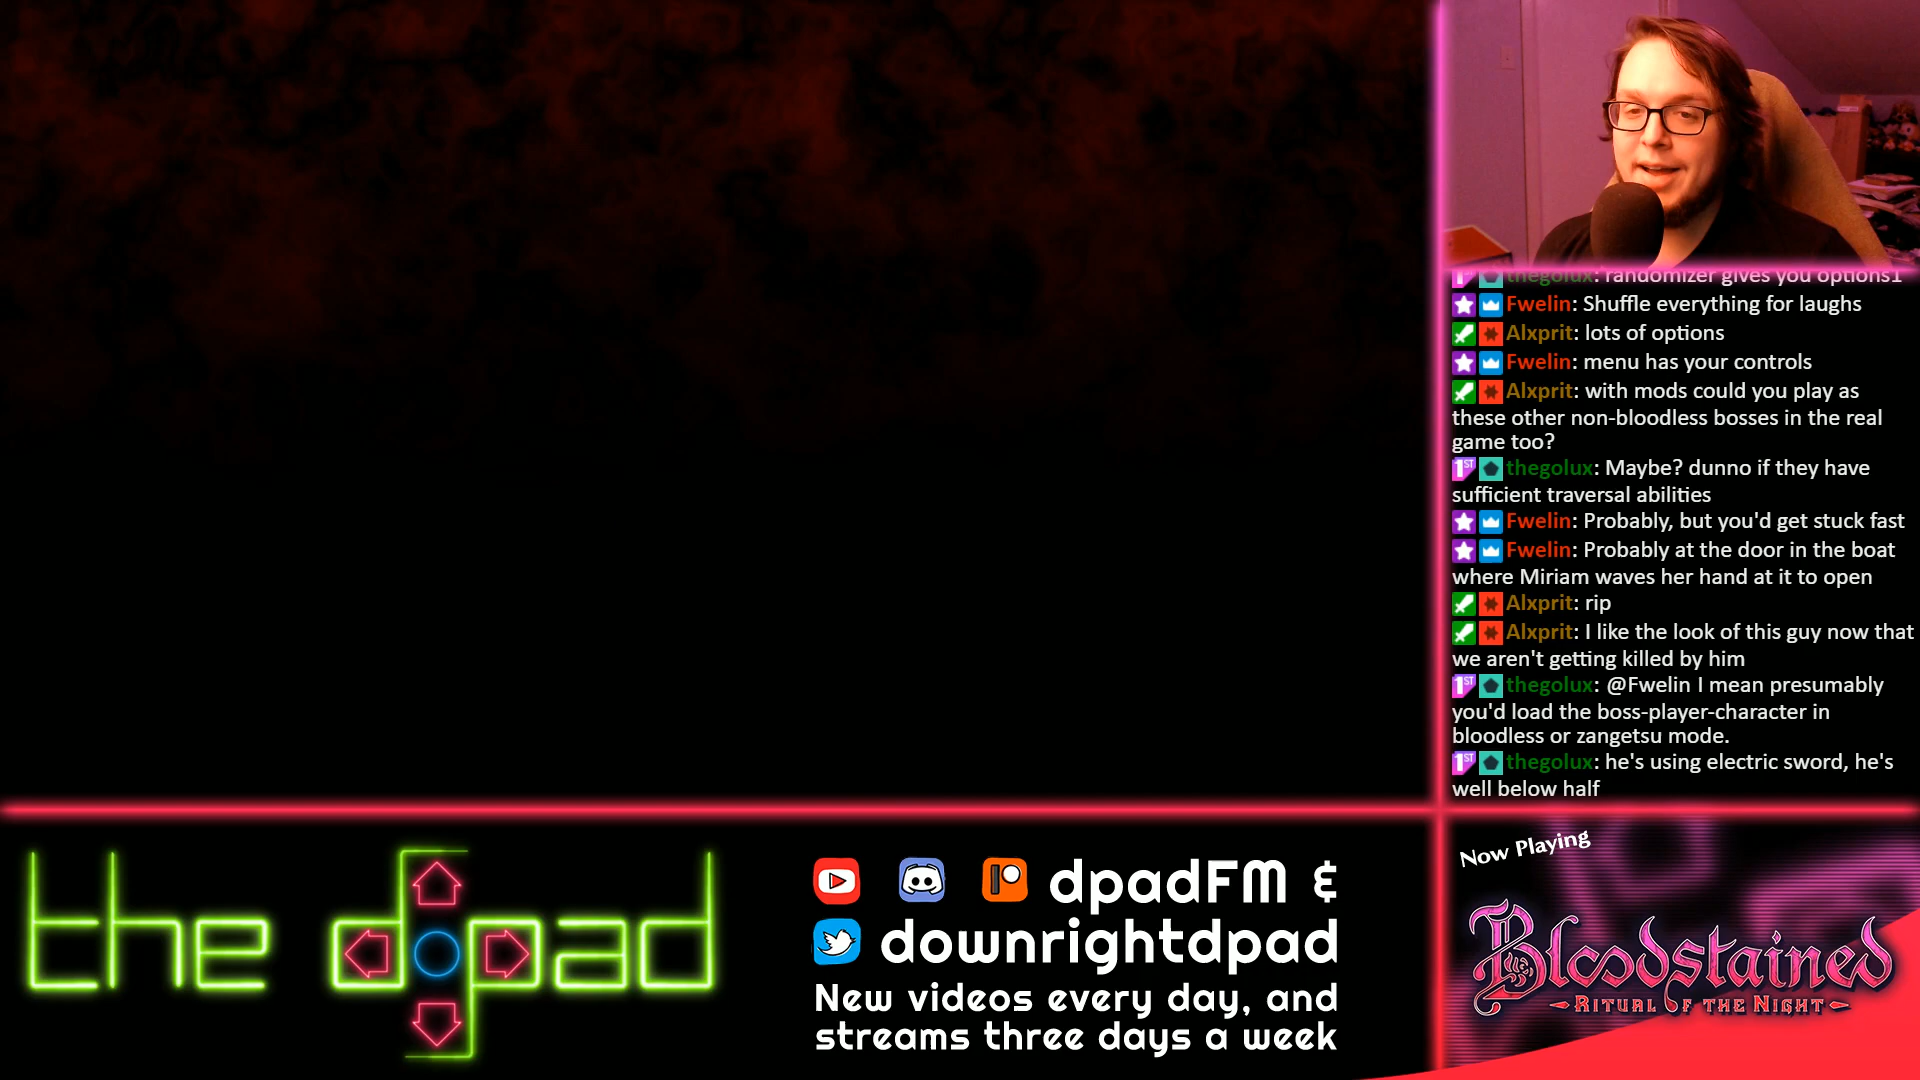 thegolux: randomizer gives you options1
Fwelin: Shuffle everything for laughs
Alxprit: lots of options
Fwelin: menu has your controls
Alxprit: with mods could you play as
these other non-bloodless bosses in the real
game too?
thegolux: Maybe? dunno if they have
sufficient traversal abilities
Fwelin: Probably, but you'd get stuck fast
Fwelin: Probably at the door in the boat
where Miriam waves her hand at it to open
Alxprit: rip
Alxprit: I like the look of this guy now that
we aren't getting killed by him
thegolux: @Fwelin I mean presumably
you'd load the boss-player-character in
bloodless or zangetsu mode.
thegolux: he's using electric sword, he's
well below half
the dpad
dpadFM &
downrightdpad
New videos every day, and
streams three days a week
Now Playing
Bloodstained
RITUAL OF THE NIGHT